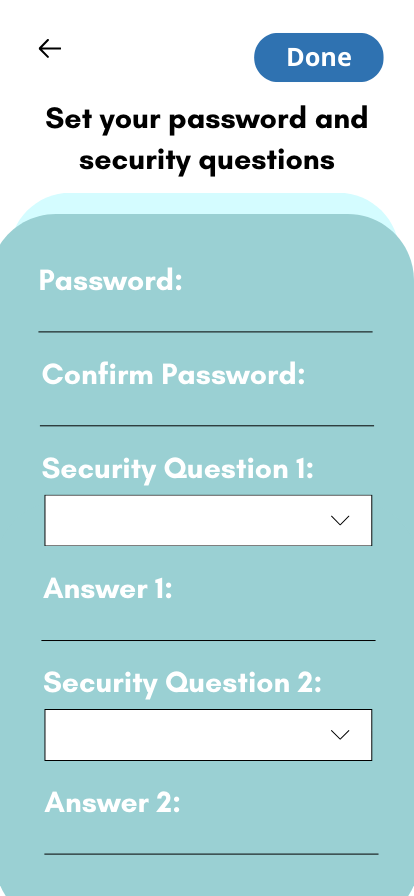 Done
Set your password and
security questions
Password:
Confirm Password:
Security Question 1:
Answer 1:
Security Question 2:
Answer 2: